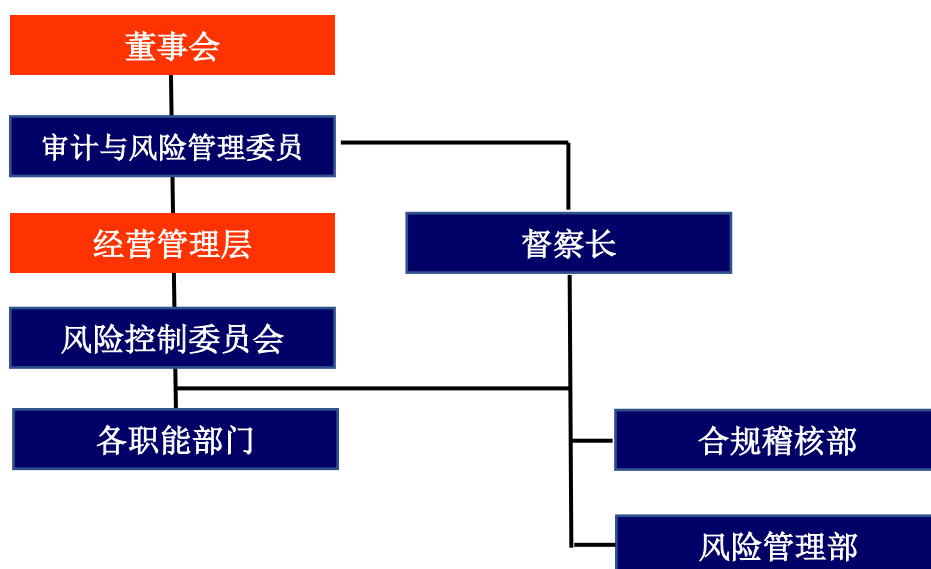 董事会
审计与风险管理委员
经营管理层
督察长
风险控制委员会
各职能部门
合规稽核部
风险管理部